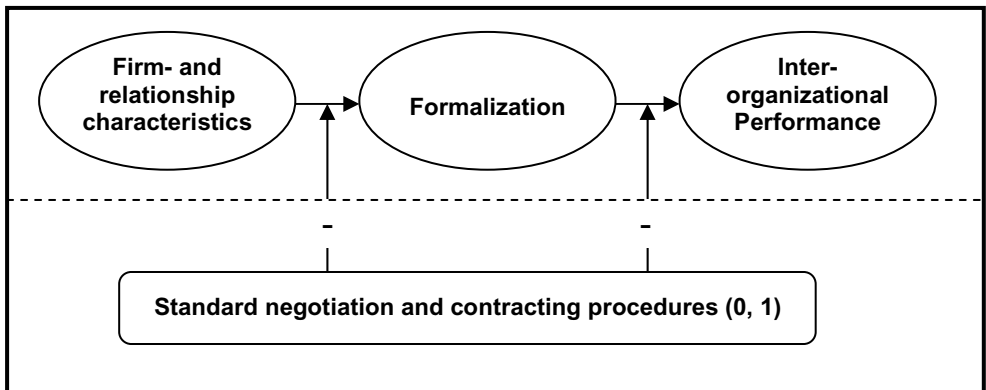 Firm- and
relationship
characteristics
Formalization
Inter-
organizational
Performance
- -
Standard negotiation and contracting procedures (0, 1)